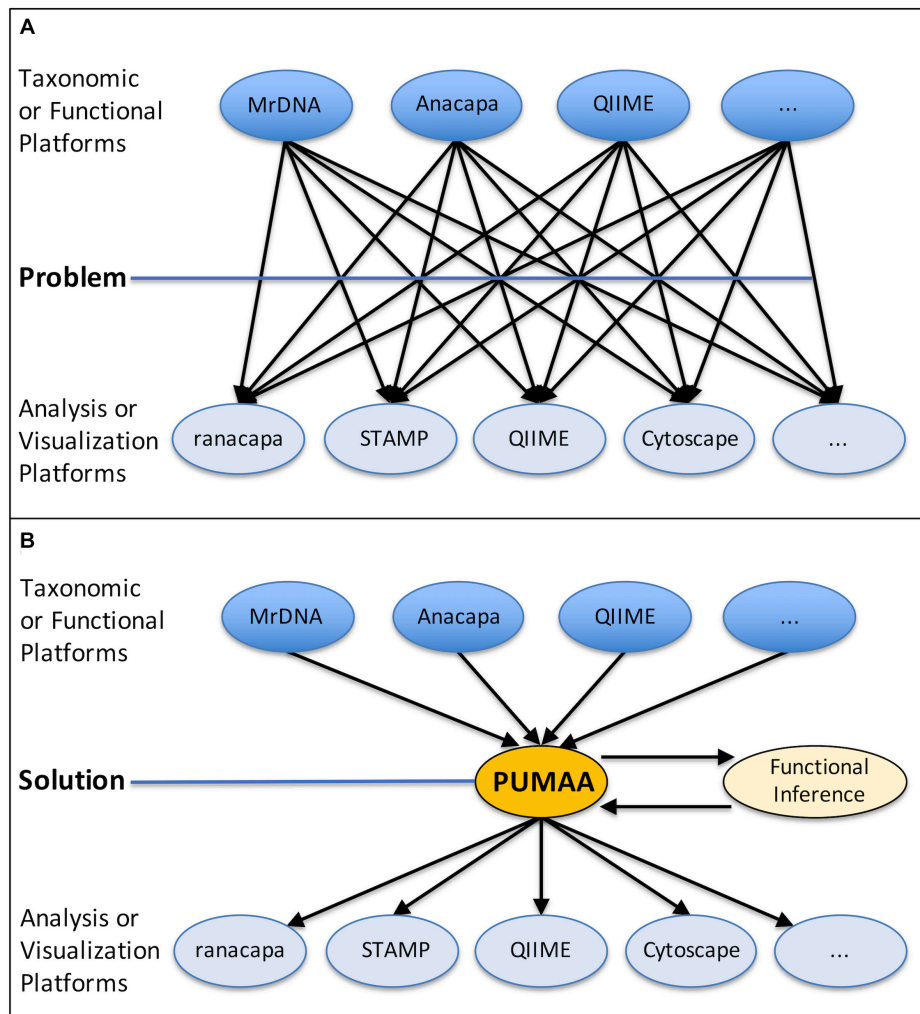 A
Taxonomic
or Functional
Platforms
MrDNA
Anacapa
QIIME
...
Problem
Analysis or
Visualization
Platforms
ranacapa
STAMP
QIIME
Cytoscape
...
B
Taxonomic
or Functional
Platforms
MrDNA
Anacapa
QIIME
...
Solution
PUMAA
Functional
Inference
Analysis or
Visualization
Platforms
ranacapa
STAMP
QIIME
Cytoscape
...